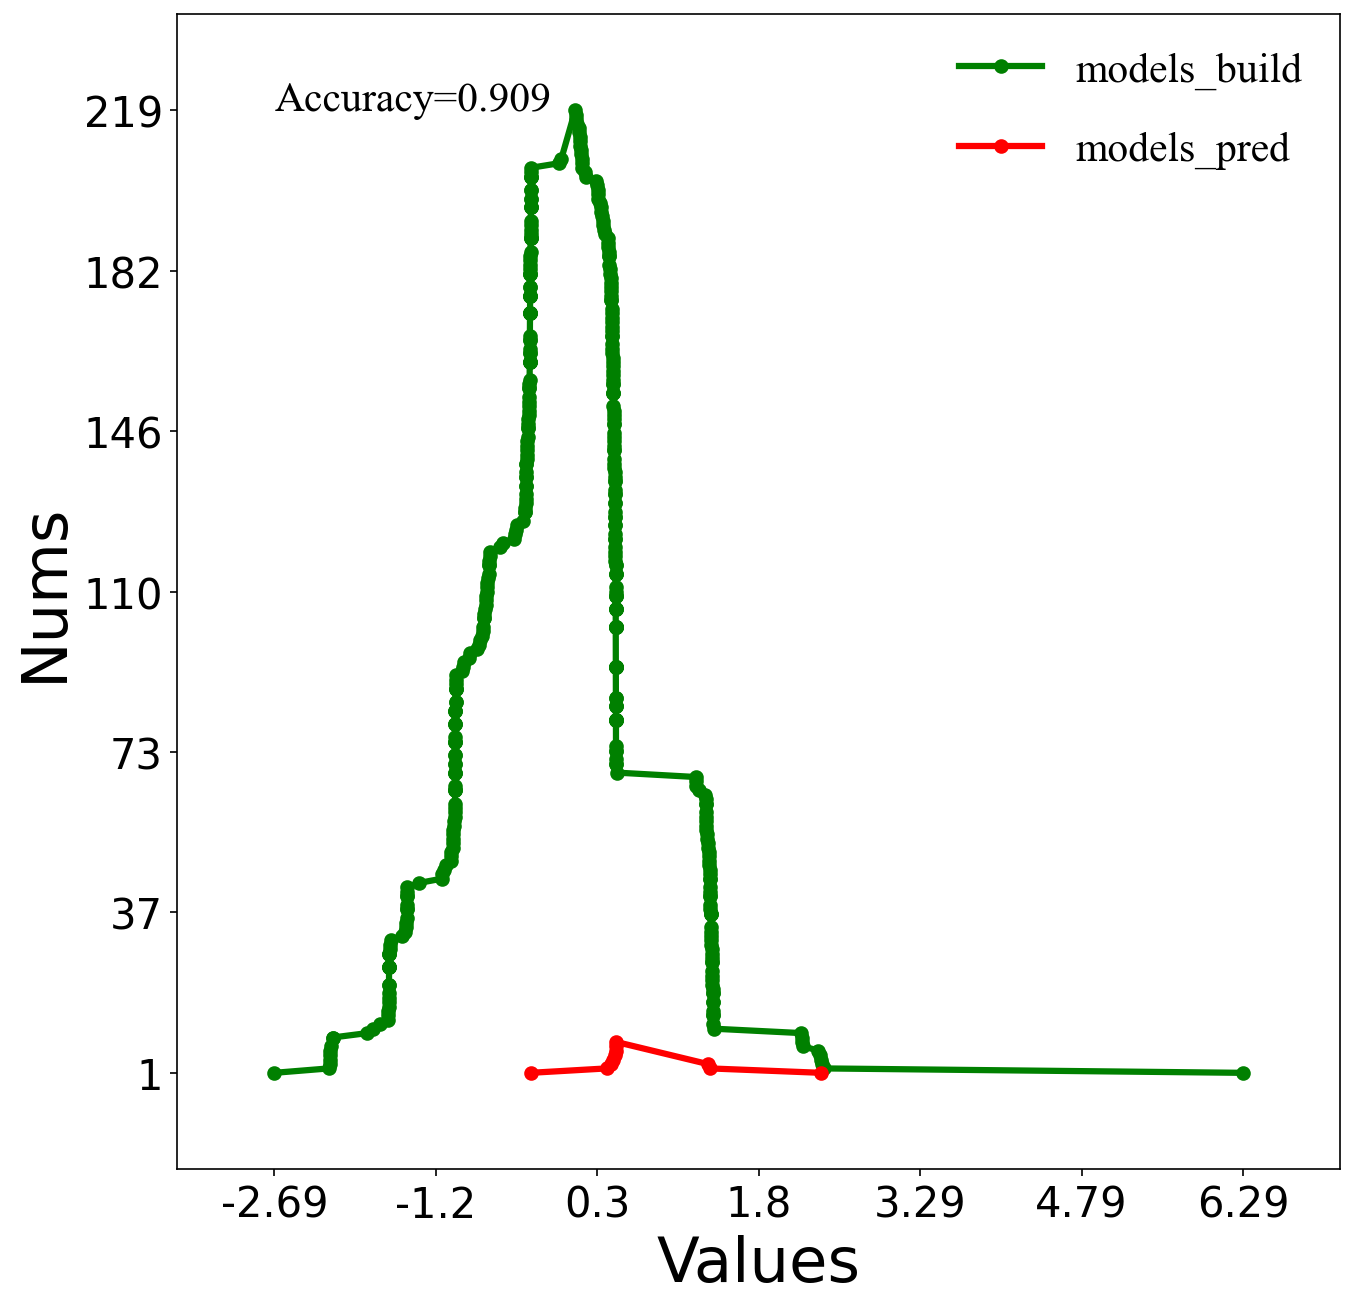 models_build
Accuracy=0.909
models_pred
219
182
146
110
73
37
1
Nums
-2.69 -1.2 0.3 1.8 3.29 4.79 6.29
Values